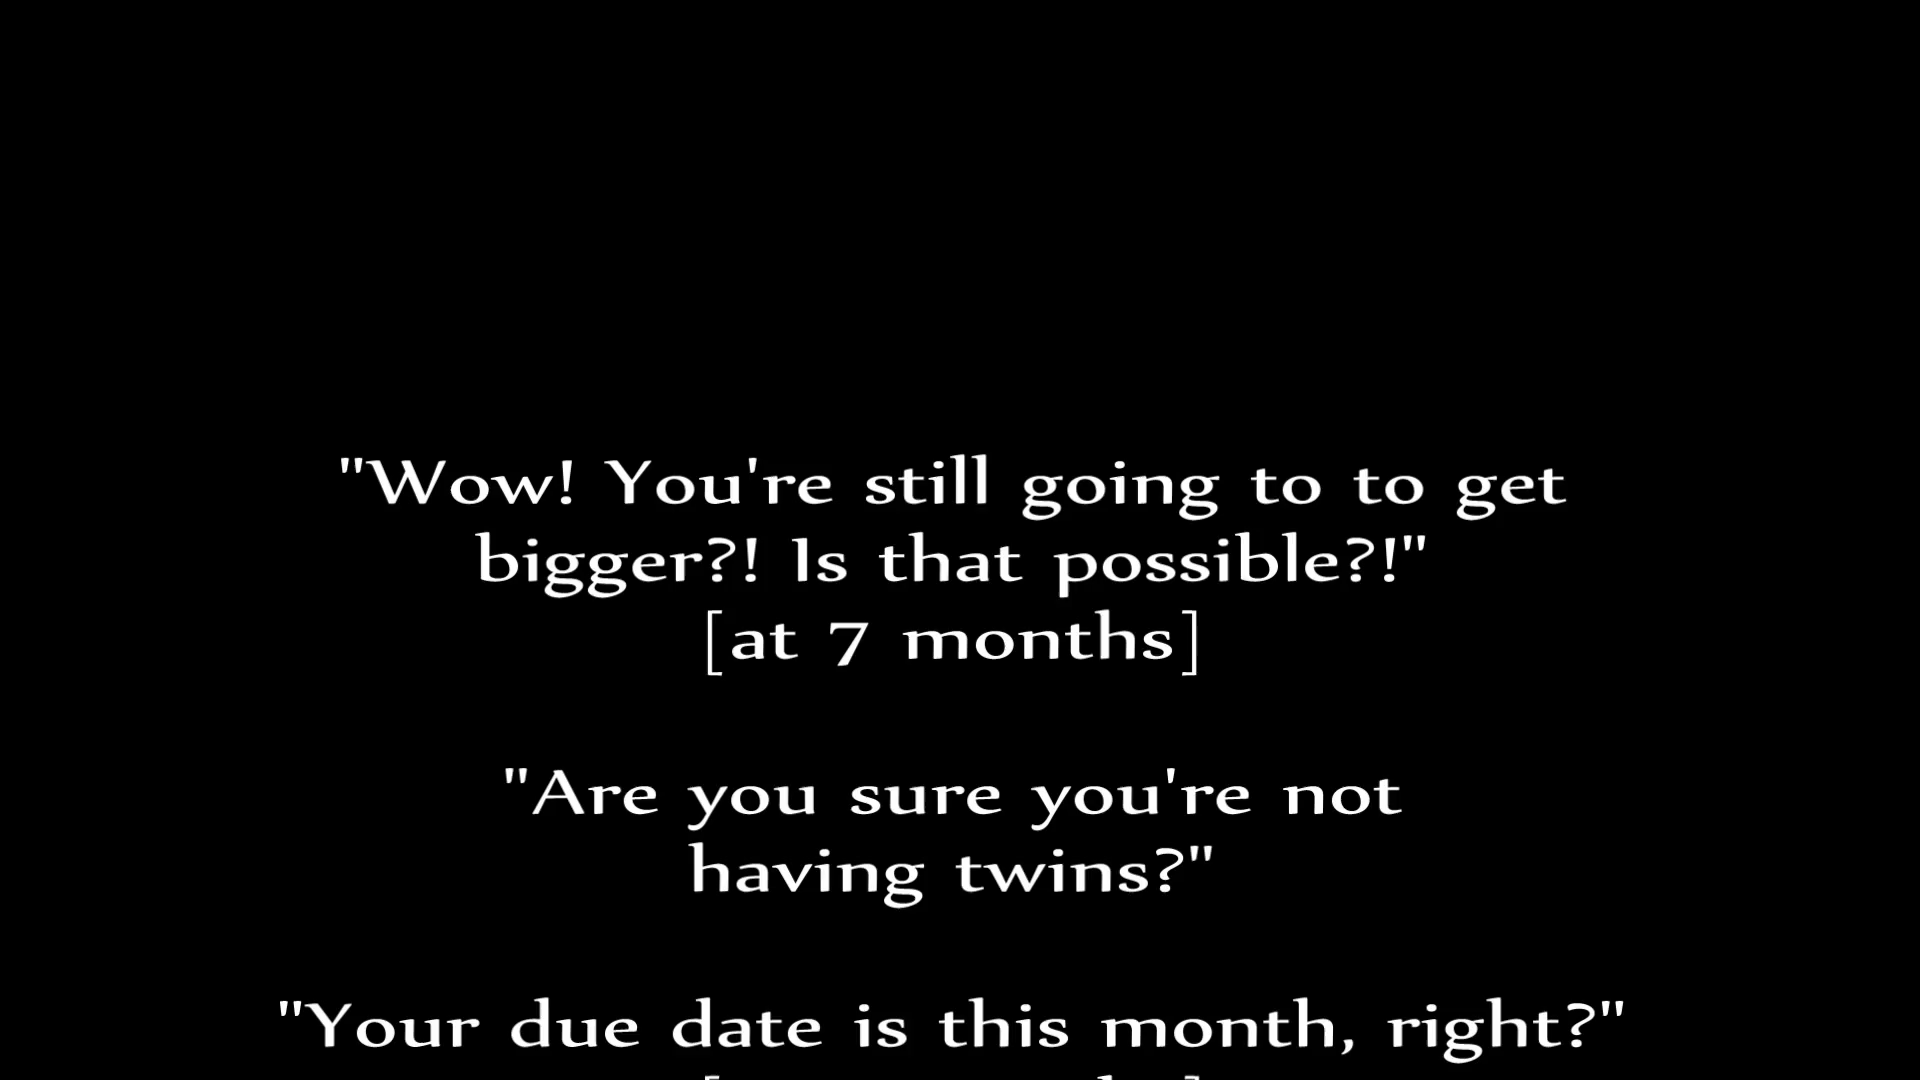 "Wow! You're still going to to get
bigger?! Is that possible?!"
[at 7 months]
"Are you sure you're not
having twins?"
"Your due date is this month, right?"